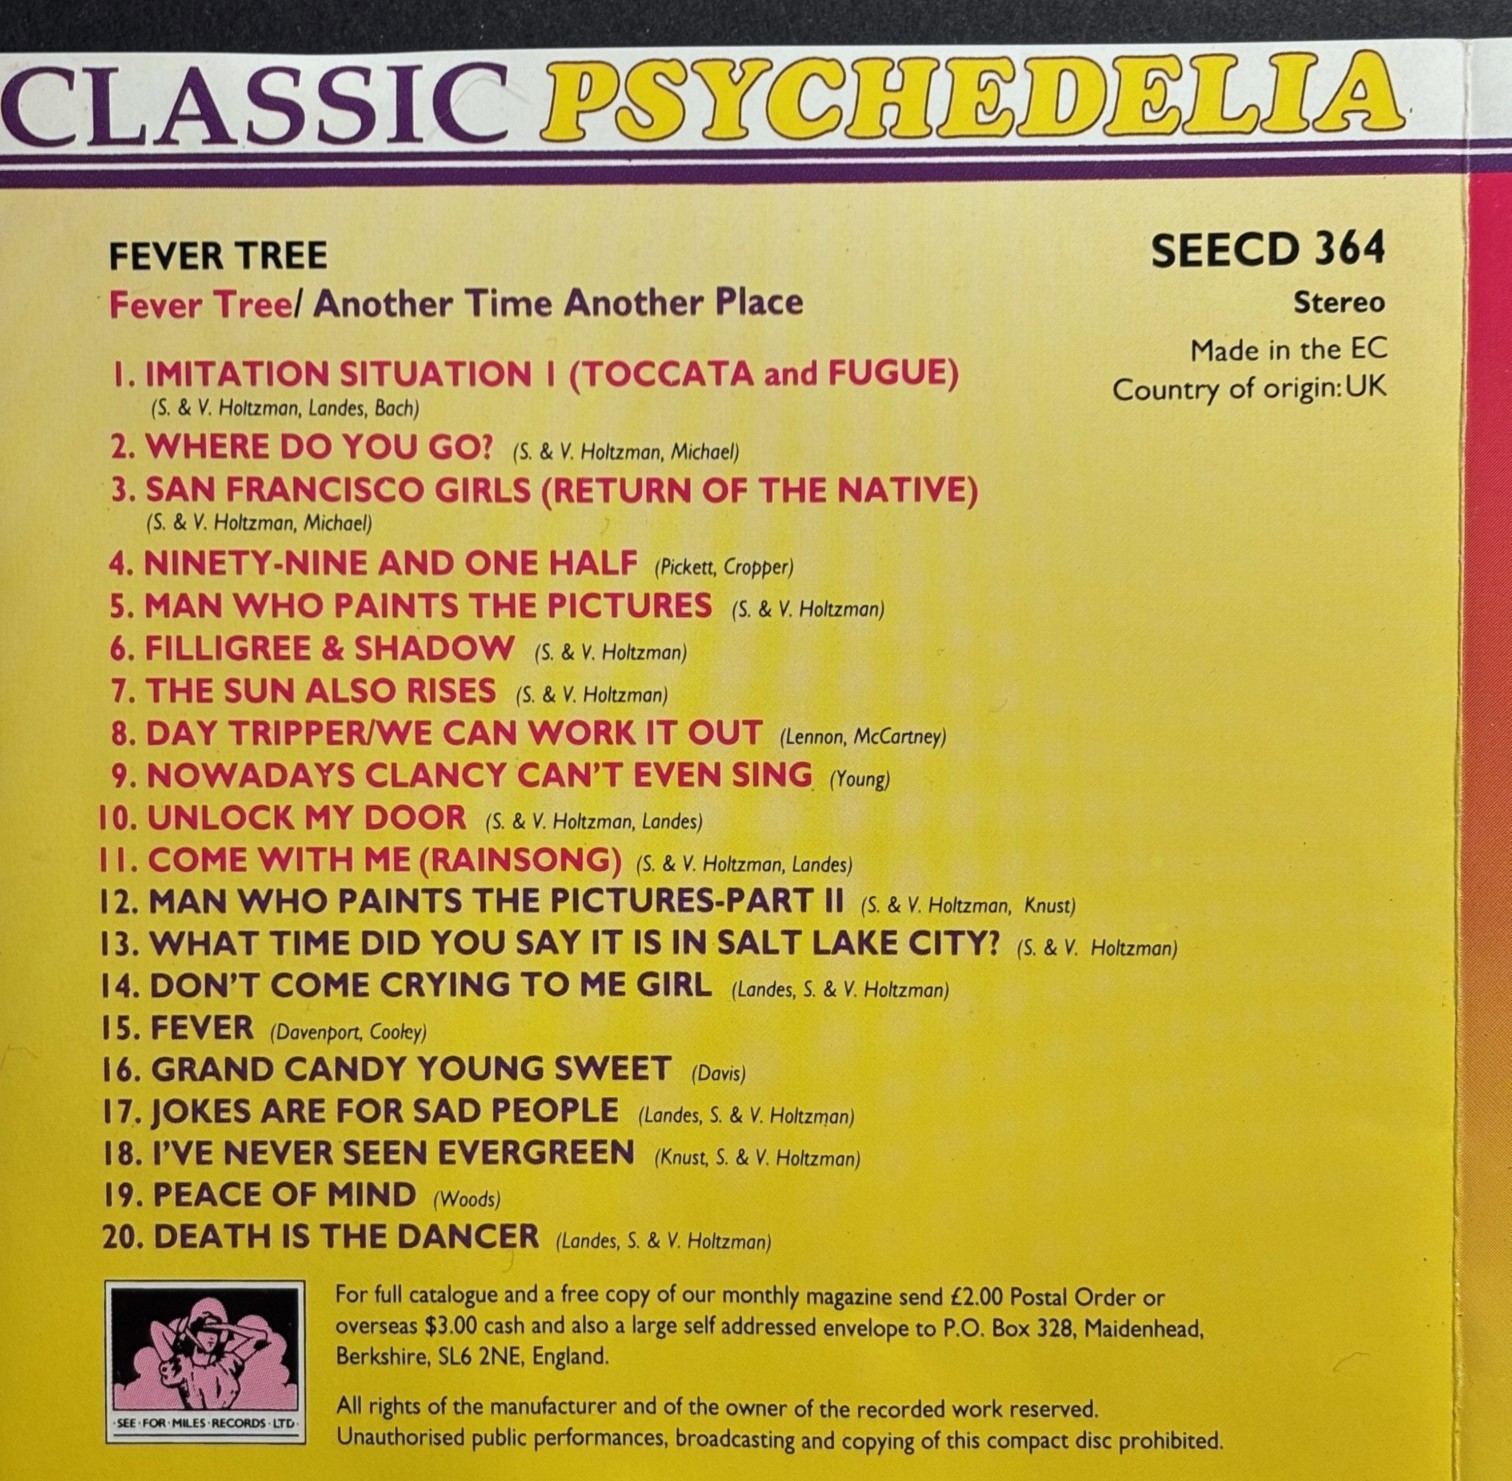 CLASSIC PSYCHEDELIA
FEVER TREE
Fever Tree/ Another Time Another Place
SEECD 364
Stereo
Made in the EC
Country of origin:UK
1. IMITATION SITUATION I (TOCCATA and FUGUE)
(S. & V. Holtzman, Landes, Bach)
2. WHERE DO YOU GO? (S. & V. Holtzman, Michael)
3. SAN FRANCISCO GIRLS (RETURN OF THE NATIVE)
(S. & V. Holtzman, Michael)
4. NINETY-NINE AND ONE HALF (Pickett, Cropper)
5. MAN WHO PAINTS THE PICTURES (S. & V. Holtzman)
6. FILLIGREE & SHADOW (S. & V. Holtzman)
7. THE SUN ALSO RISES (S. & V. Holtzman)
8. DAY TRIPPER/WE CAN WORK IT OUT (Lennon, McCartney)
9. NOWADAYS CLANCY CAN'T EVEN SING (Young)
10. UNLOCK MY DOOR (S. & V. Holtzman, Landes)
11. COME WITH ME (RAINSONG) (S. & V. Holtzman, Landes)
12. MAN WHO PAINTS THE PICTURES-PART II (S. & V. Holtzman, Knust)
13. WHAT TIME DID YOU SAY IT IS IN SALT LAKE CITY? (S. & V. Holtzman)
14. DON'T COME CRYING TO ME GIRL (Landes, S. & V. Holtzman)
15. FEVER (Davenport, Cooley)
16. GRAND CANDY YOUNG SWEET (Davis)
17. JOKES ARE FOR SAD PEOPLE (Landes, S. & V. Holtzman)
18. I'VE NEVER SEEN EVERGREEN (Knust, S. & V. Holtzman)
19. PEACE OF MIND (Woods)
20. DEATH IS THE DANCER (Landes, S. & V. Holtzman)
For full catalogue and a free copy of our monthly magazine send £2.00 Postal Order or
overseas $3.00 cash and also a large self addressed envelope to P.O. Box 328, Maidenhead,
Berkshire, SL6 2NE, England.
All rights of the manufacturer and of the owner of the recorded work reserved.
Unauthorised public performances, broadcasting and copying of this compact disc prohibited.
·SEE·FOR·MILES·RECORDS·LTD·